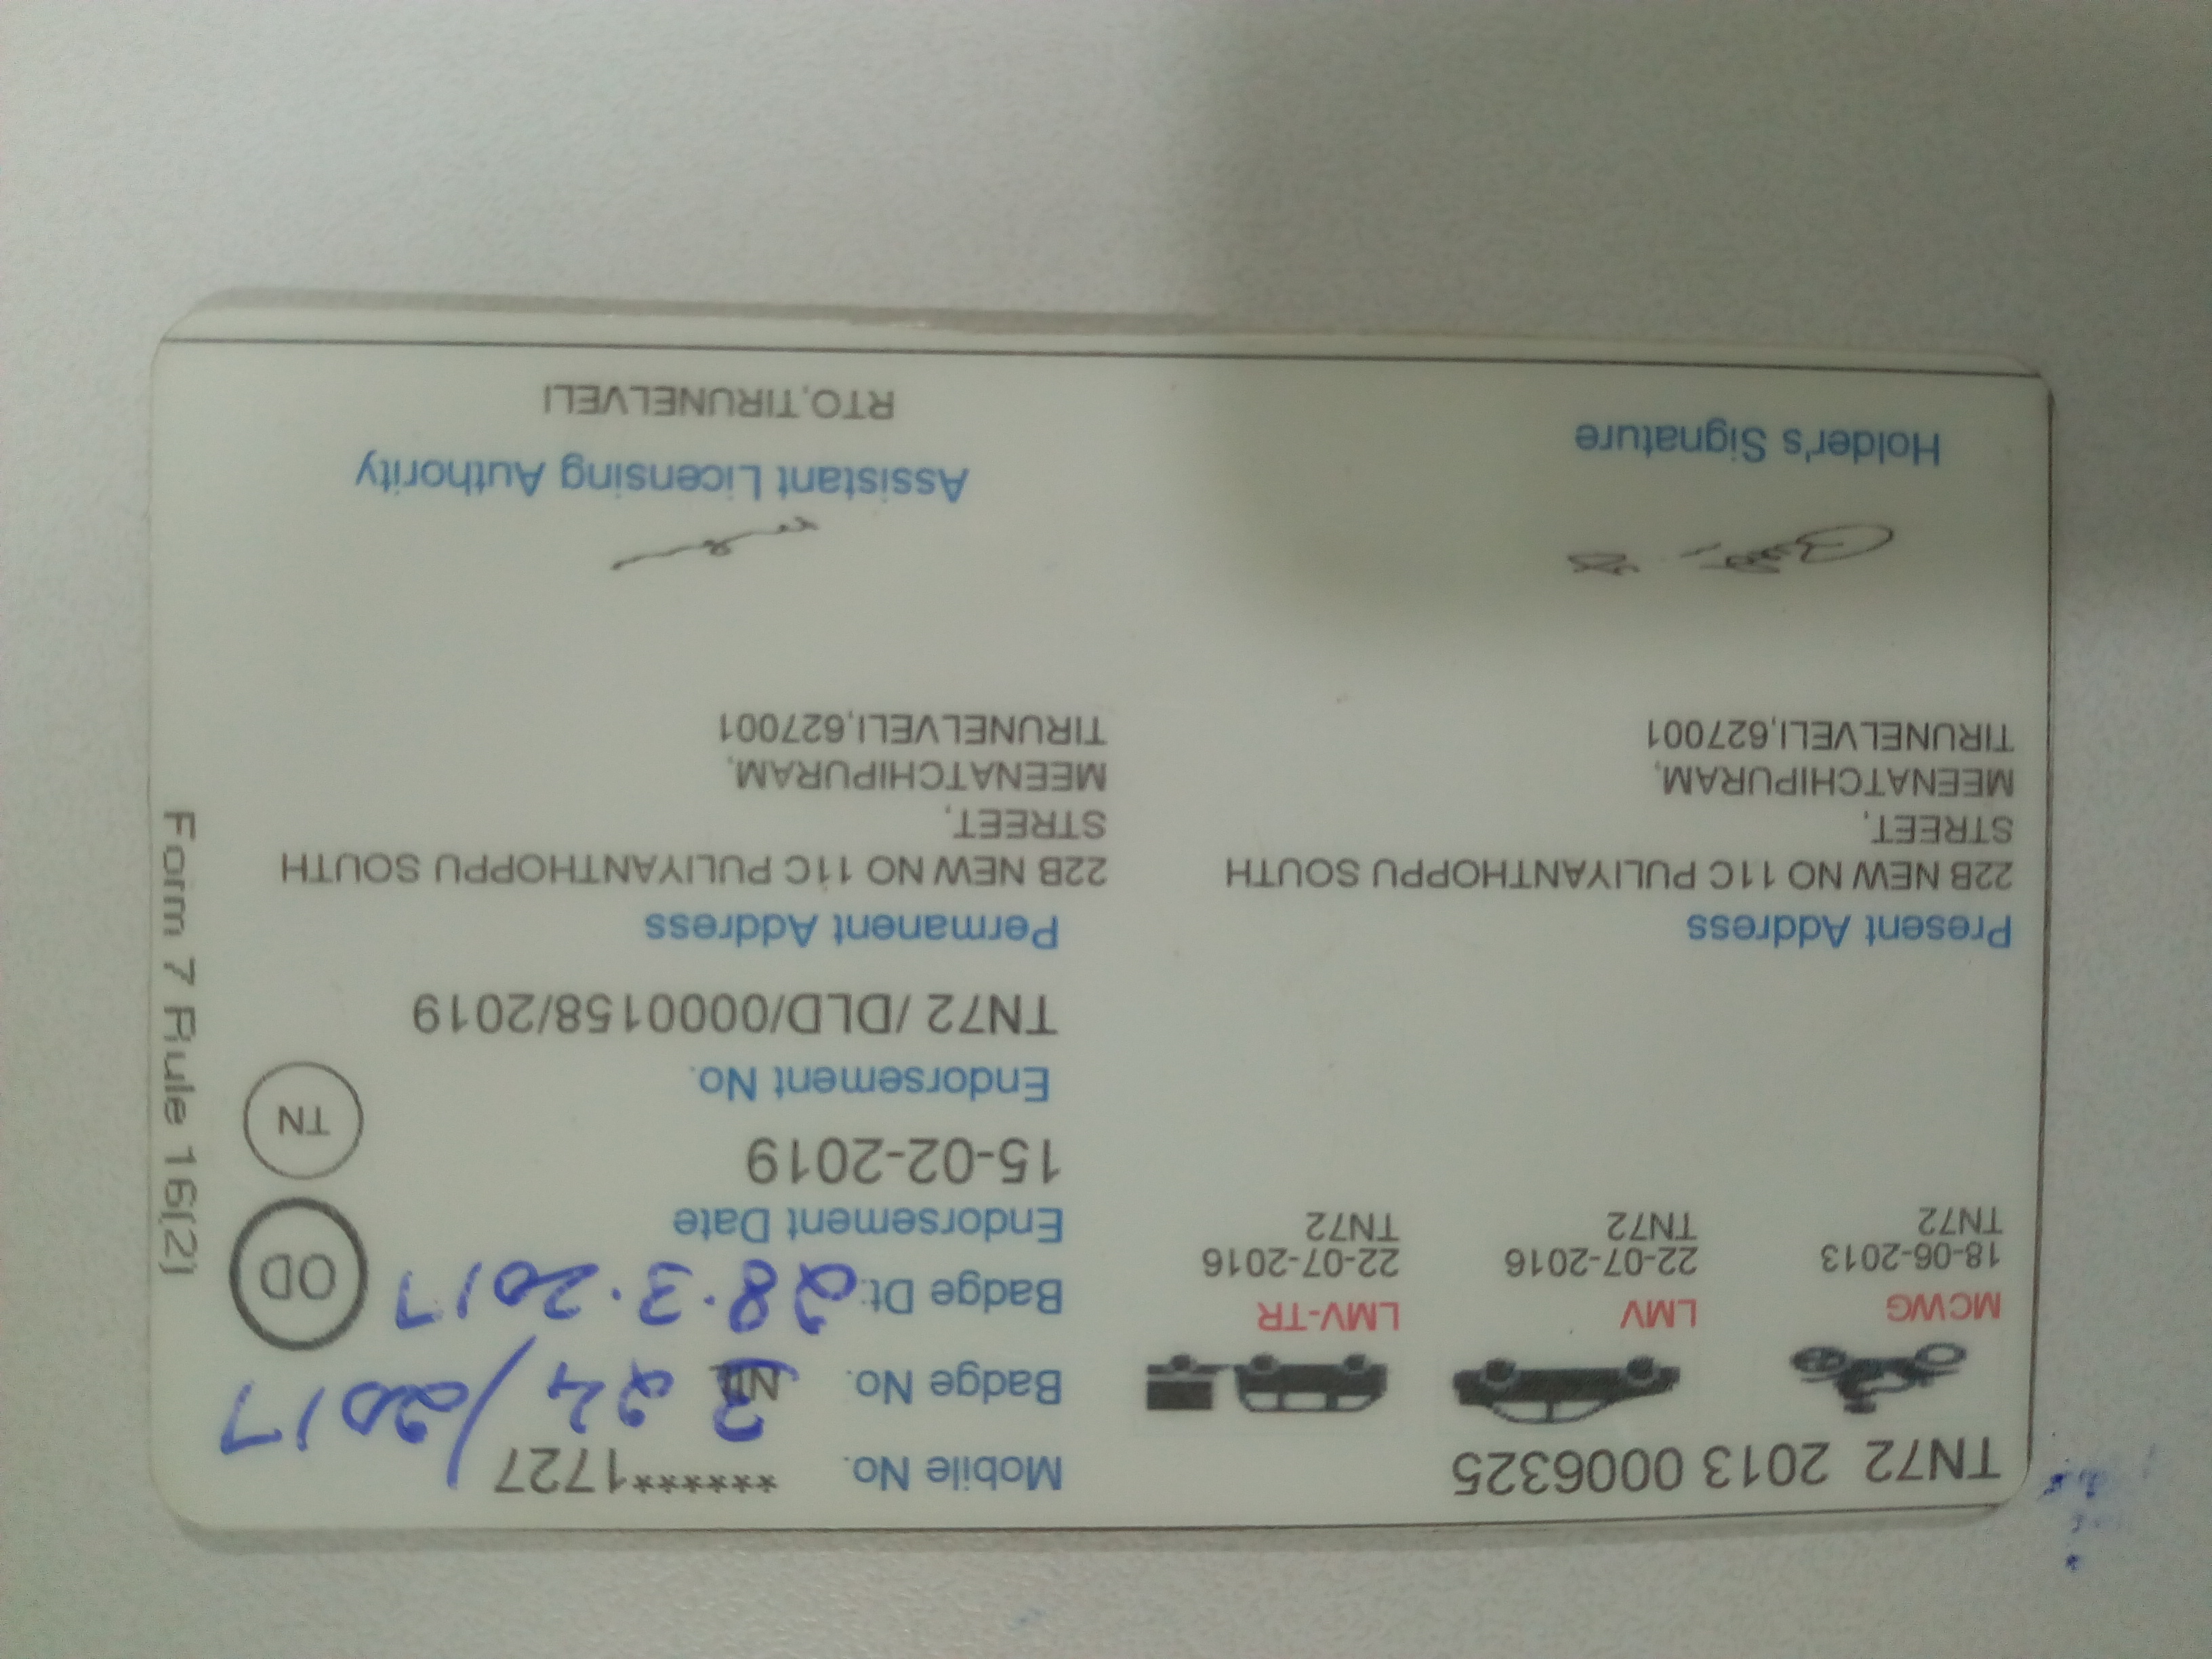 TN72 2013 0006325
MCWG LMV LMV-TR
18-06-2013 22-07-2016 22-07-2016
TN72 TN72 TN72
Present Address
22B NEW NO 11C PULIYANTHOPPU SOUTH
STREET,
MEENATCHIPURAM,
TIRUNELVELI,627001
Holder's Signature
Mobile No. ******1727
Badge No. 24/2017
Badge Dt: 28.3.2017
Endorsement Date
15-02-2019
Endorsement No.
TN72 /DLD/0000158/2019
OD
TN
Permanent Address
22B NEW NO 11C PULIYANTHOPPU SOUTH
STREET,
MEENATCHIPURAM,
TIRUNELVELI,627001
Assistant Licensing Authority
RTO,TIRUNELVELI
Form 7 Rule 16(2)